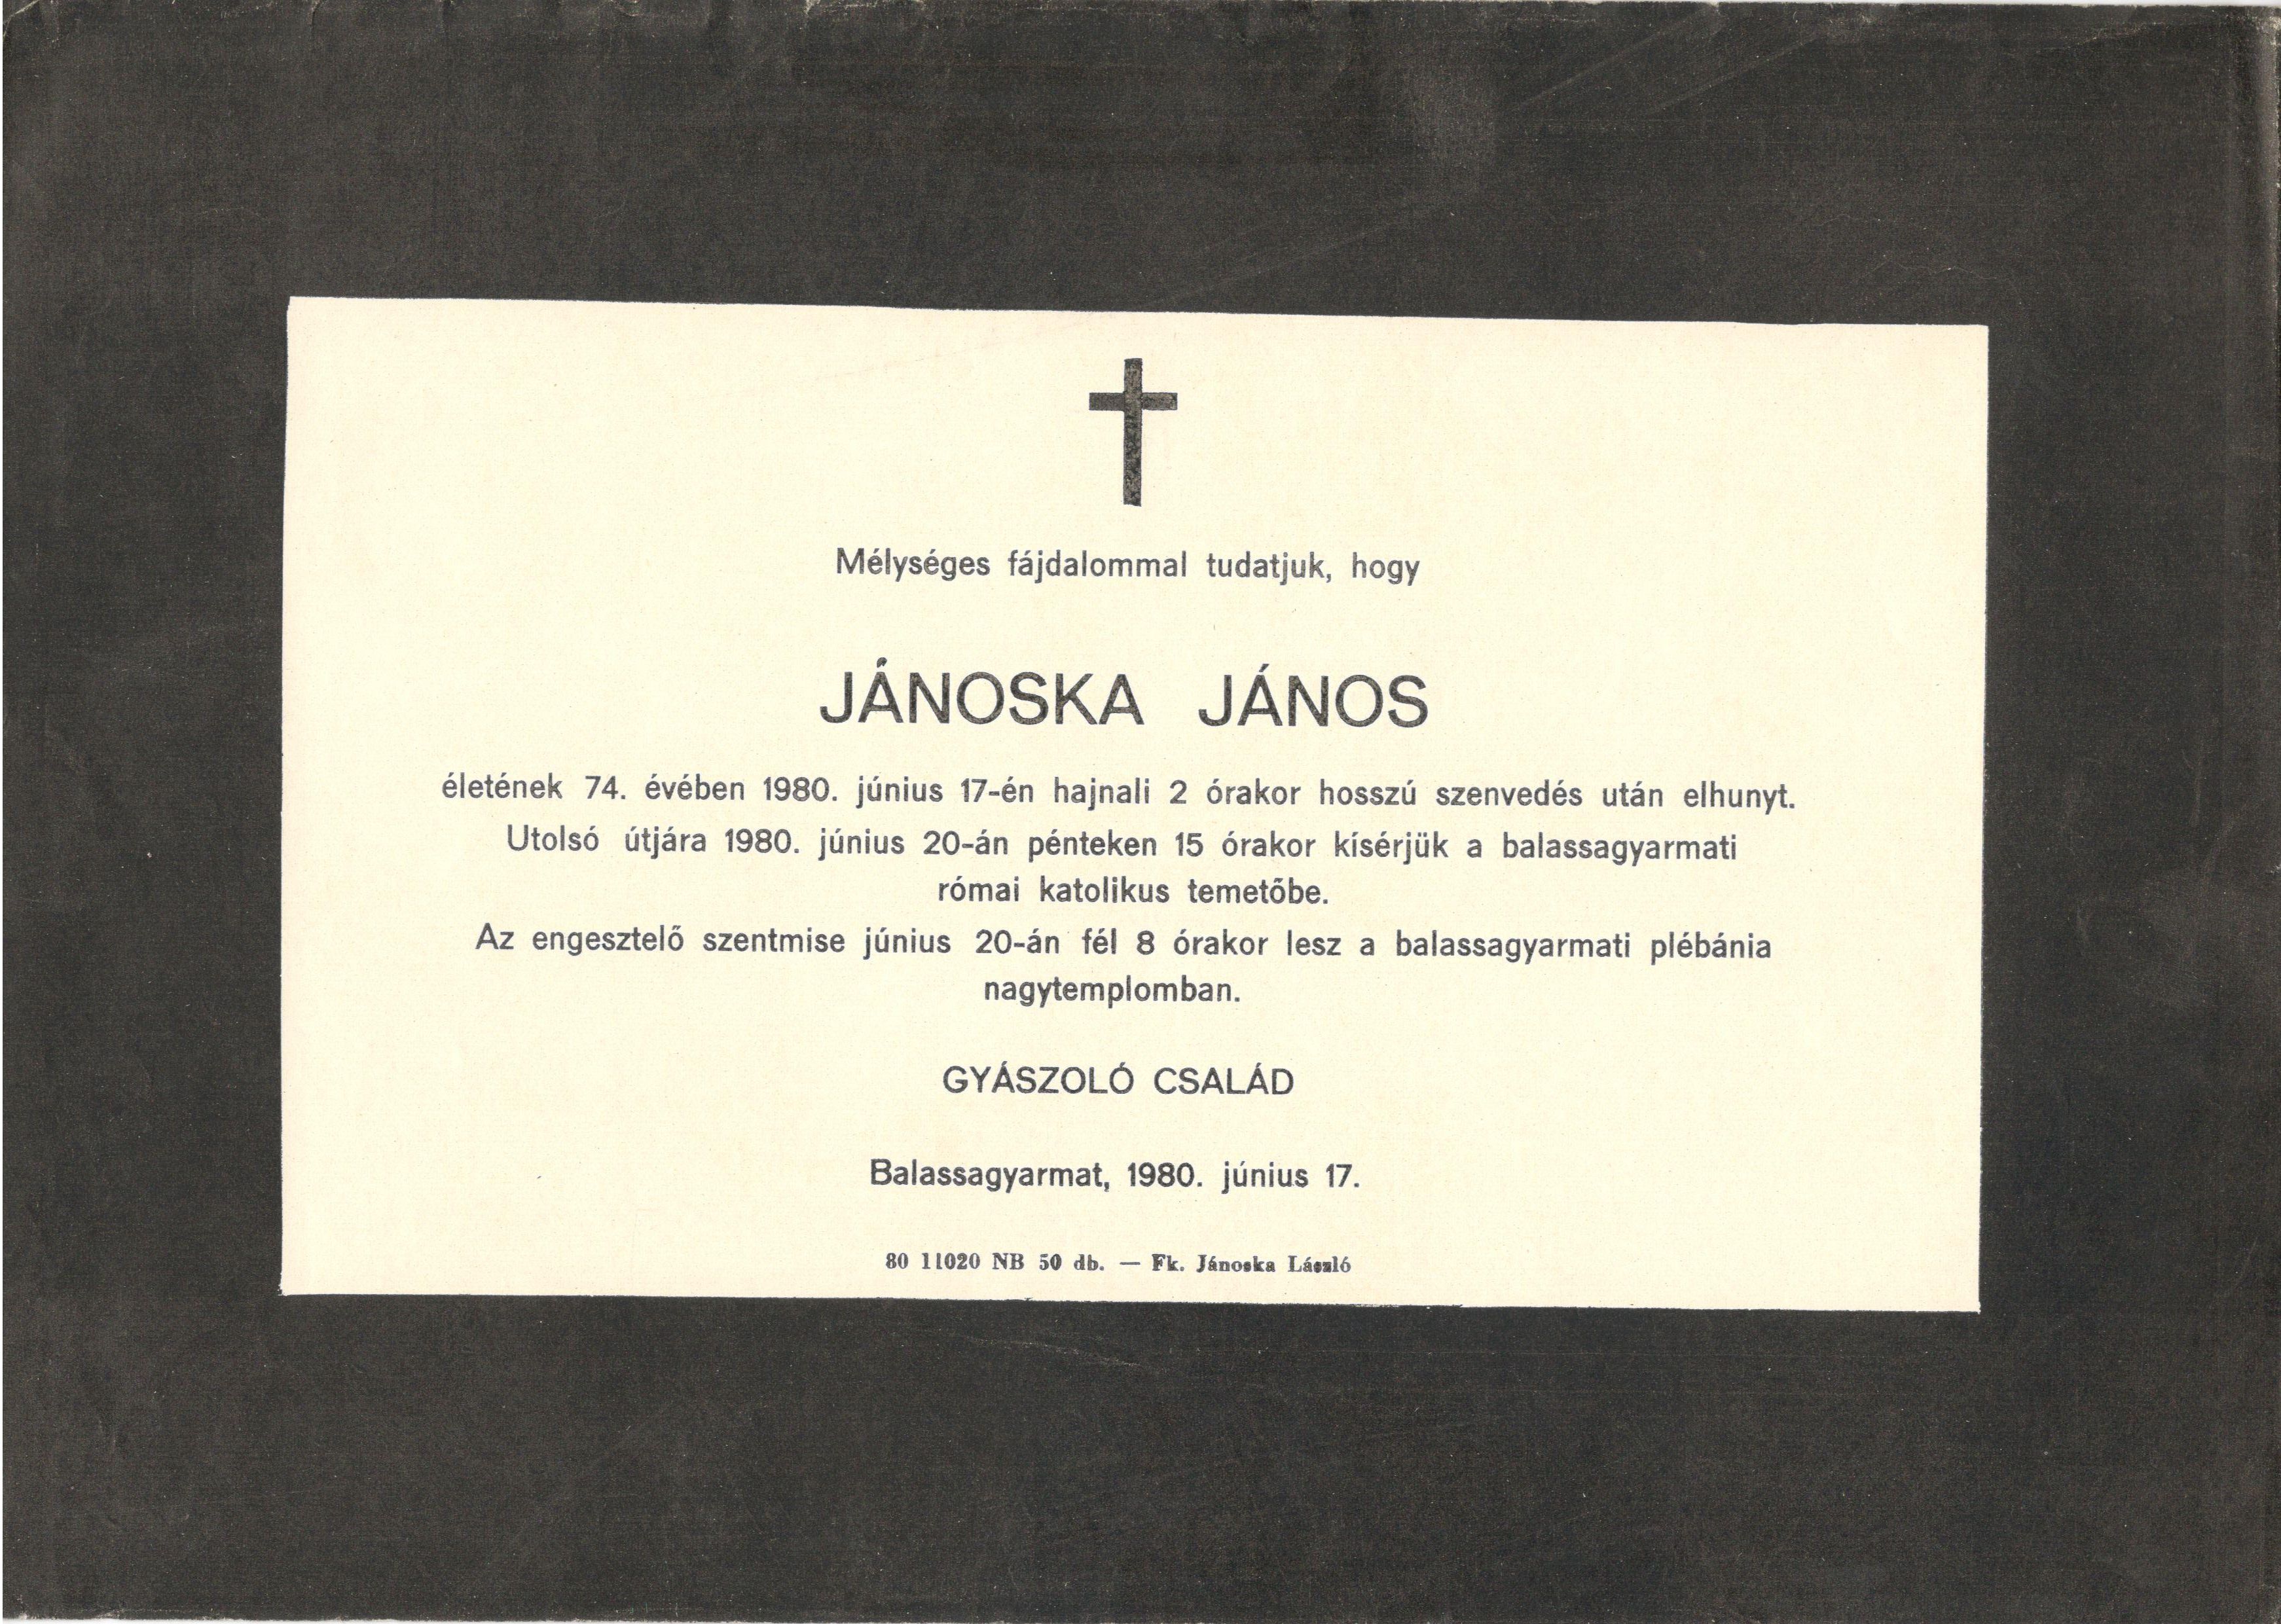 Mélységes fájdalommal tudatjuk, hogy
JÁNOSKA JÁNOS
életének 74. évében 1980. június 17-én hajnali 2 órakor hosszú szenvedés után elhunyt.
Utolsó útjára 1980. június 20-án pénteken 15 órakor kísérjük a balassagyarmati
római katolikus temetőbe.
Az engesztelő szentmise június 20-án fél 8 órakor lesz a balassagyarmati plébánia
nagytemplomban.
GYÁSZOLÓ CSALÁD
Balassagyarmat, 1980. június 17.
80 11020 NB 50 db. — Fk. Jánoska László